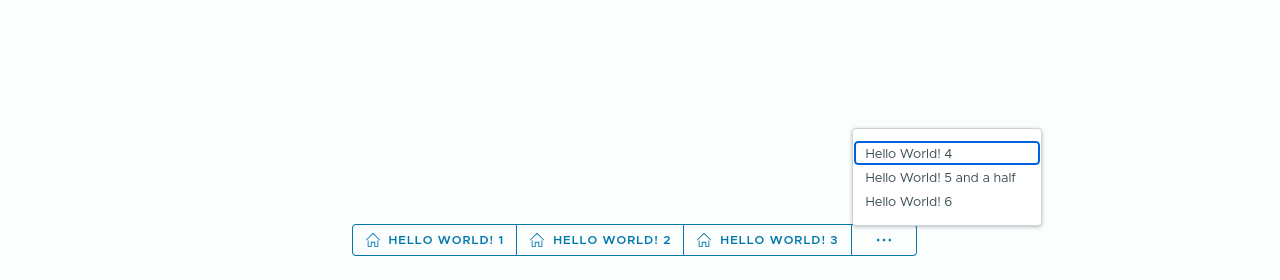 Hello World! 4
Hello World! 5 and a half
Hello World! 6
HELLO WORLD! 1 HELLO WORLD! 2 HELLO WORLD! 3 ...